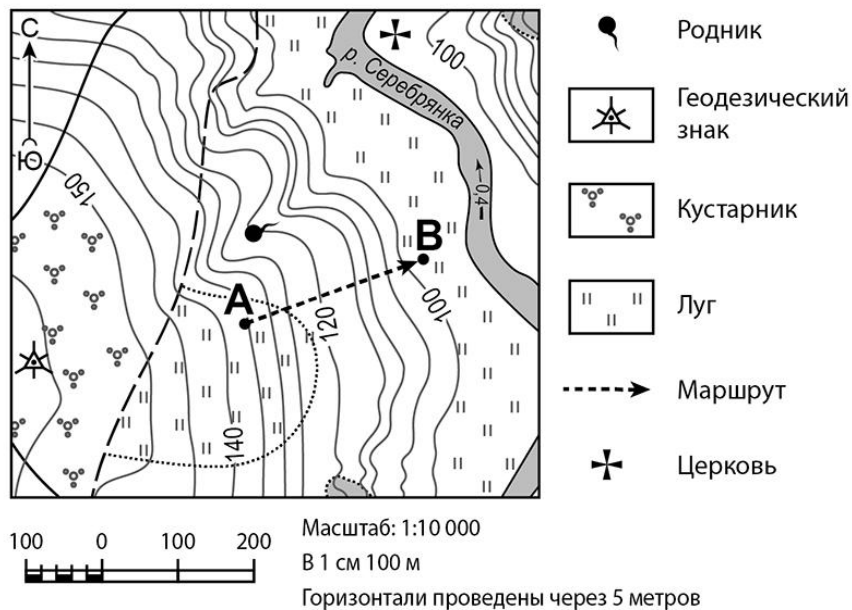 С
Ю
р. Серебрянка
100
0,4
150
А
В
120
100
140
Родник
Геодезический
знак
Кустарник
Луг
Маршрут
Церковь
100 0 100 200
Масштаб: 1:10 000
В 1 см 100 м
Горизонтали проведены через 5 метров